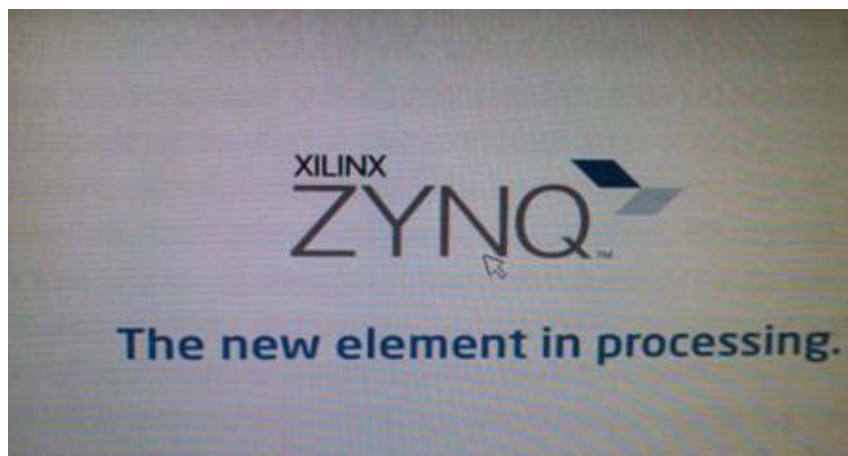 XILINX
ZYNQ™
The new element in processing.